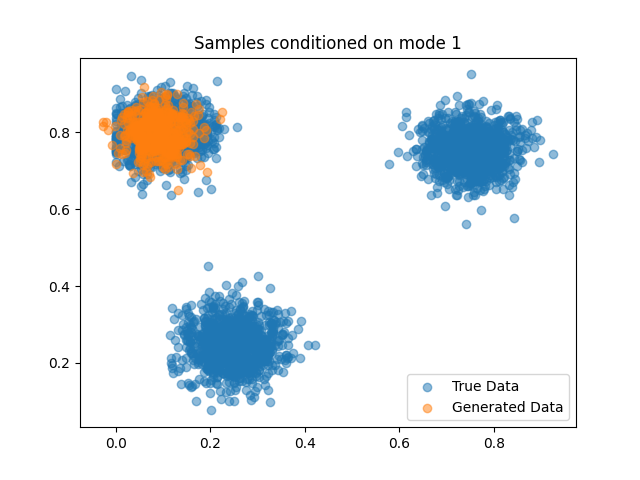 Samples conditioned on mode 1
0.8
0.6
0.4
0.2
0.0 0.2 0.4 0.6 0.8
True Data
Generated Data